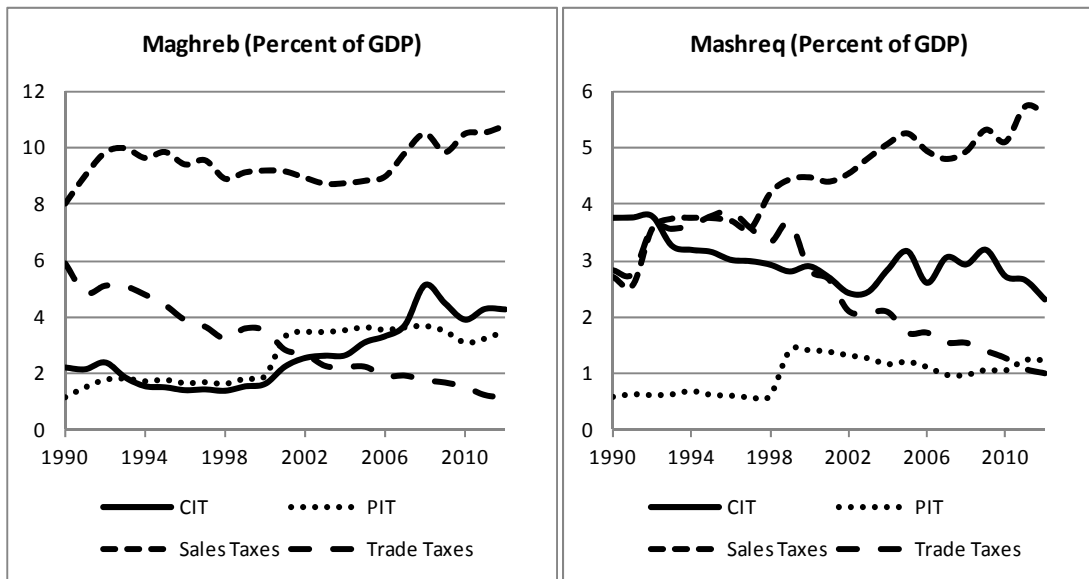 Maghreb (Percent of GDP)
12
10
8
6
4
2
0
1990 1994 1998 2002 2006 2010
CIT PIT
Sales Taxes Trade Taxes
Mashreq (Percent of GDP)
6
5
4
3
2
1
0
1990 1994 1998 2002 2006 2010
CIT PIT
Sales Taxes Trade Taxes